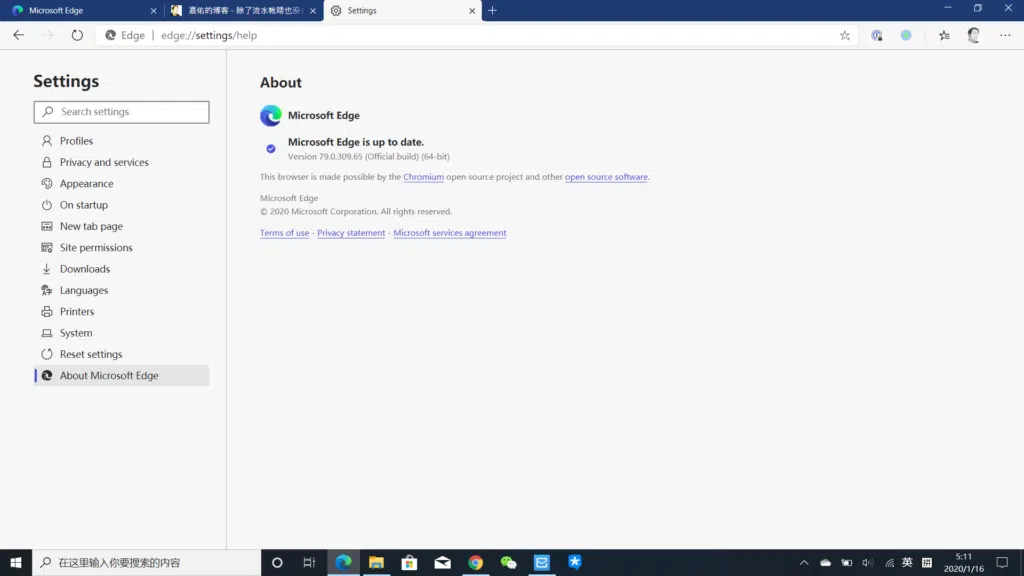 Microsoft Edge
嘉佑的博客 - 除了流水帐啥也没
Settings
Edge | edge://settings/help
Settings
Search settings
Profiles
Privacy and services
Appearance
On startup
New tab page
Site permissions
Downloads
Languages
Printers
System
Reset settings
About Microsoft Edge
About
Microsoft Edge
Microsoft Edge is up to date.
Version 79.0.309.65 (Official build) (64-bit)
This browser is made possible by the Chromium open source project and other open source software.
Microsoft Edge
© 2020 Microsoft Corporation. All rights reserved.
Terms of use - Privacy statement - Microsoft services agreement
在这里输入你要搜索的内容
英
5:11
2020/1/16